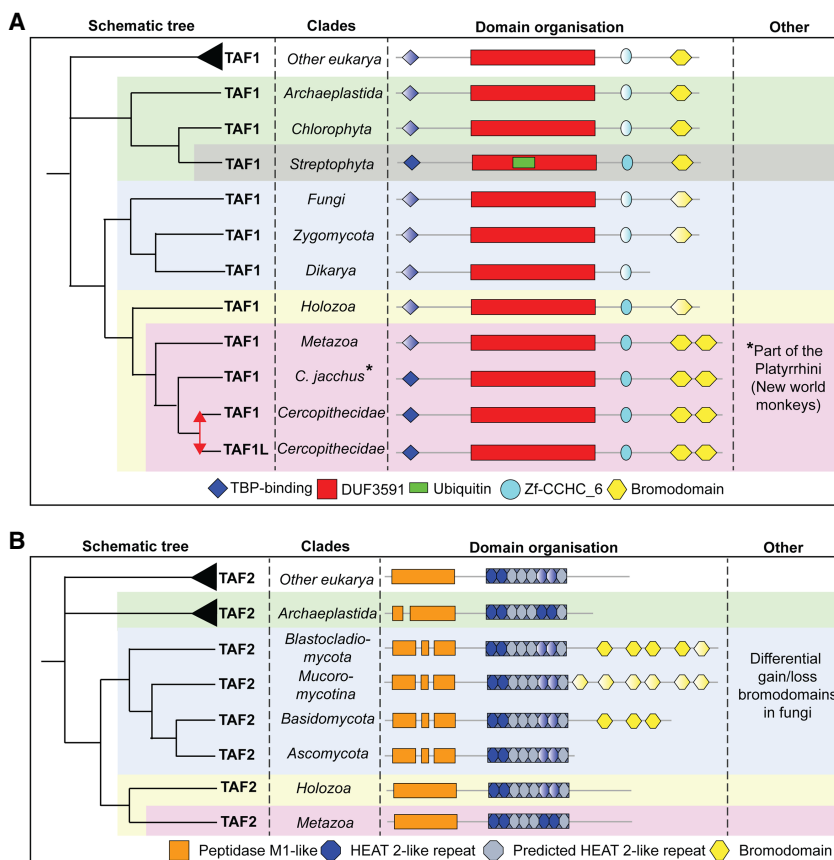 A
Schematic tree Clades Domain organisation Other
TAF1 Other eukarya
TAF1 Archaeplastida
TAF1 Chlorophyta
TAF1 Streptophyta
TAF1 Fungi
TAF1 Zygomycota
TAF1 Dikarya
TAF1 Holozoa
TAF1 Metazoa
TAF1 C. jacchus*
TAF1 Cercopithecidae
TAF1L Cercopithecidae
*Part of the
Platyrrhini
(New world
monkeys)
TBP-binding DUF3591 Ubiquitin Zf-CCHC_6 Bromodomain
B
Schematic tree Clades Domain organisation Other
TAF2 Other eukarya
TAF2 Archaeplastida
TAF2 Blastocladio-
mycota
TAF2 Mucoro-
mycotina
TAF2 Basidomycota
TAF2 Ascomycota
TAF2 Holozoa
TAF2 Metazoa
Differential
gain/loss
bromodomains
in fungi
Peptidase M1-like HEAT 2-like repeat Predicted HEAT 2-like repeat Bromodomain